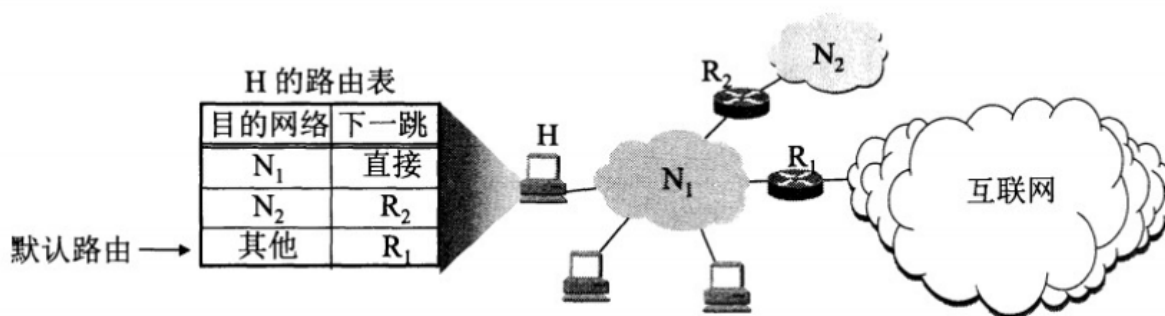 H 的路由表
目的网络 下一跳
N₁ 直接
N₂ R₂
其他 R₁
默认路由
H
N₁
R₂
N₂
R₁
互联网